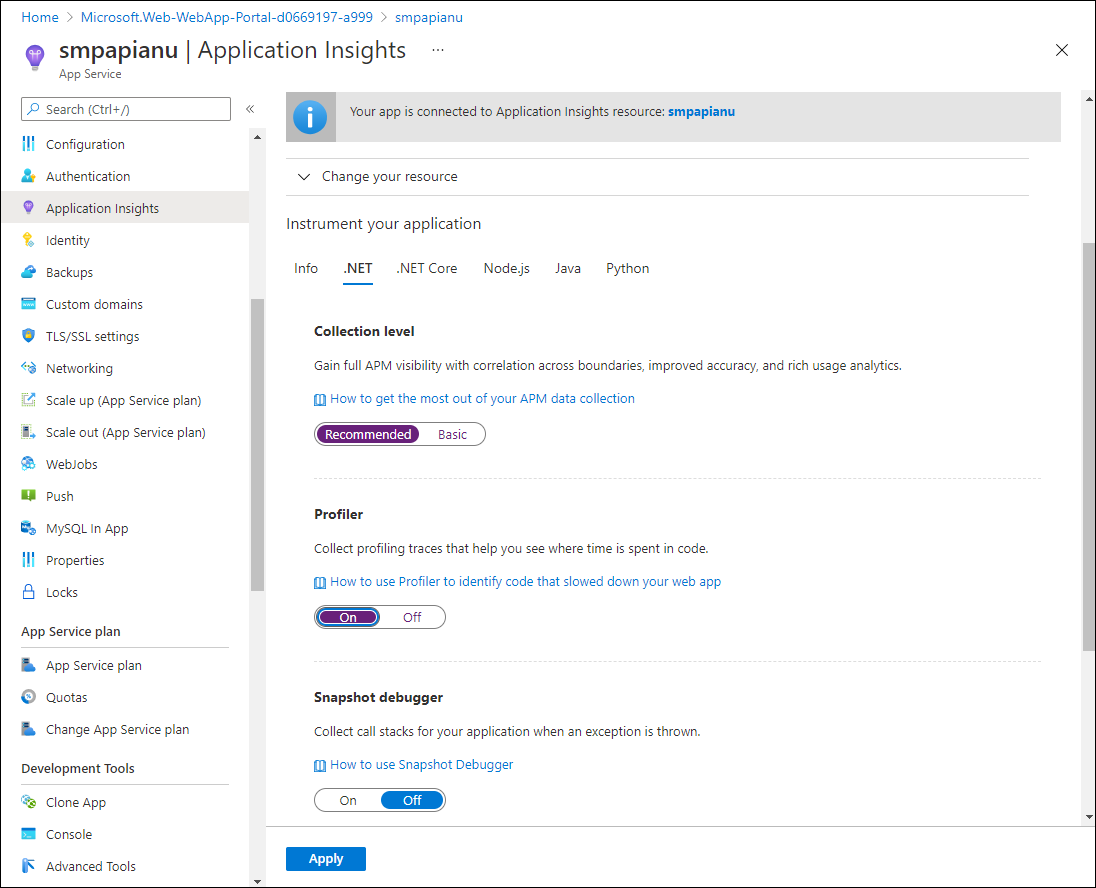 Home > Microsoft.Web-WebApp-Portal-d0669197-a999 > smpapianu
smpapianu | Application Insights ...
App Service
Search (Ctrl+/)
«
Configuration
Authentication
Application Insights
Identity
Backups
Custom domains
TLS/SSL settings
Networking
Scale up (App Service plan)
Scale out (App Service plan)
WebJobs
Push
MySQL In App
Properties
Locks
App Service plan
App Service plan
Quotas
Change App Service plan
Development Tools
Clone App
Console
Advanced Tools
Your app is connected to Application Insights resource: smpapianu
Change your resource
Instrument your application
Info .NET .NET Core Node.js Java Python
Collection level
Gain full APM visibility with correlation across boundaries, improved accuracy, and rich usage analytics.
How to get the most out of your APM data collection
Recommended Basic
Profiler
Collect profiling traces that help you see where time is spent in code.
How to use Profiler to identify code that slowed down your web app
On Off
Snapshot debugger
Collect call stacks for your application when an exception is thrown.
How to use Snapshot Debugger
On Off
Apply